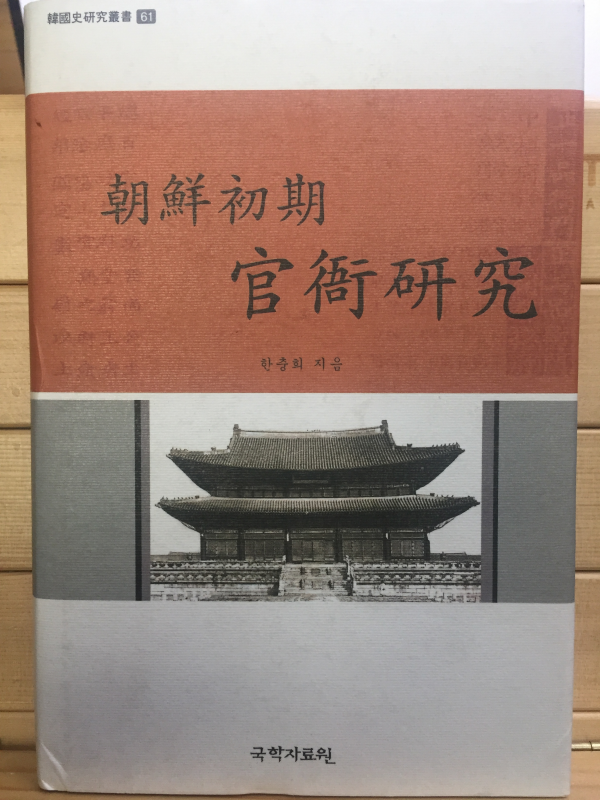 韓國史硏究叢書 61
朝鮮初期
官衙硏究
한충희 지음
국학자료원